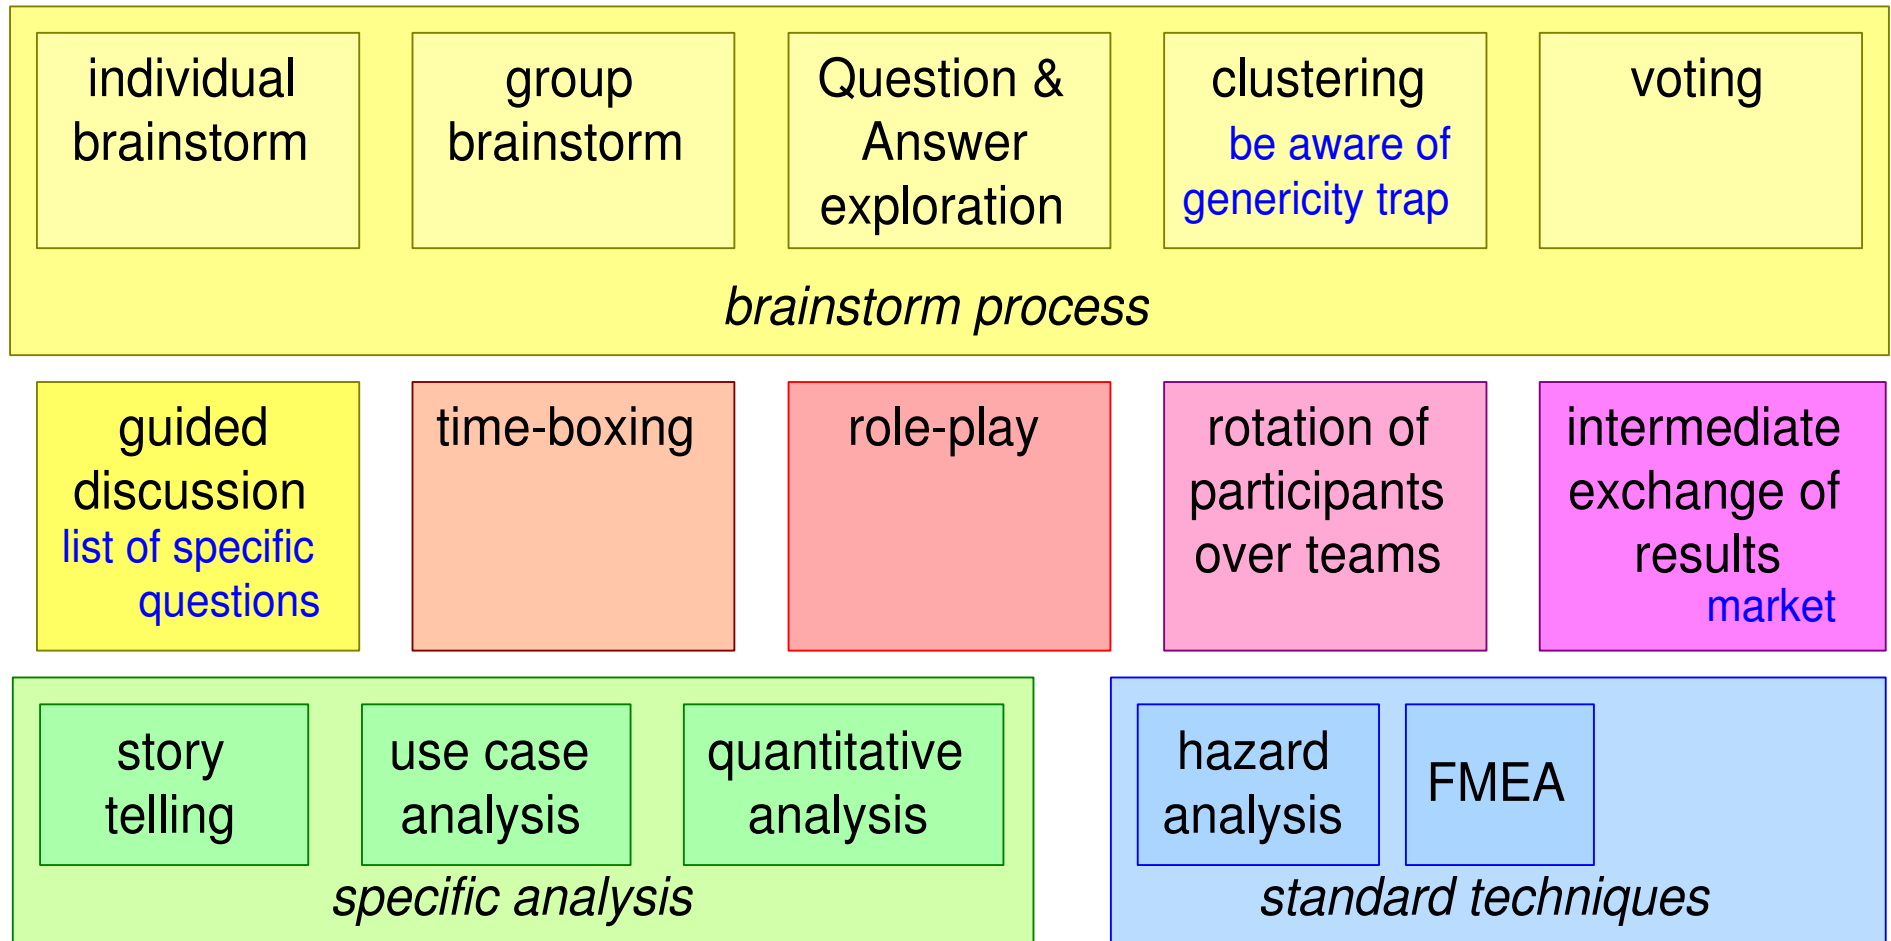 individual
brainstorm
group
brainstorm
Question &
Answer
exploration
clustering
be aware of
genericity trap
voting
brainstorm process
guided
discussion
list of specific
questions
time-boxing
role-play
rotation of
participants
over teams
intermediate
exchange of
results
market
story
telling
use case
analysis
quantitative
analysis
specific analysis
hazard
analysis
FMEA
standard techniques